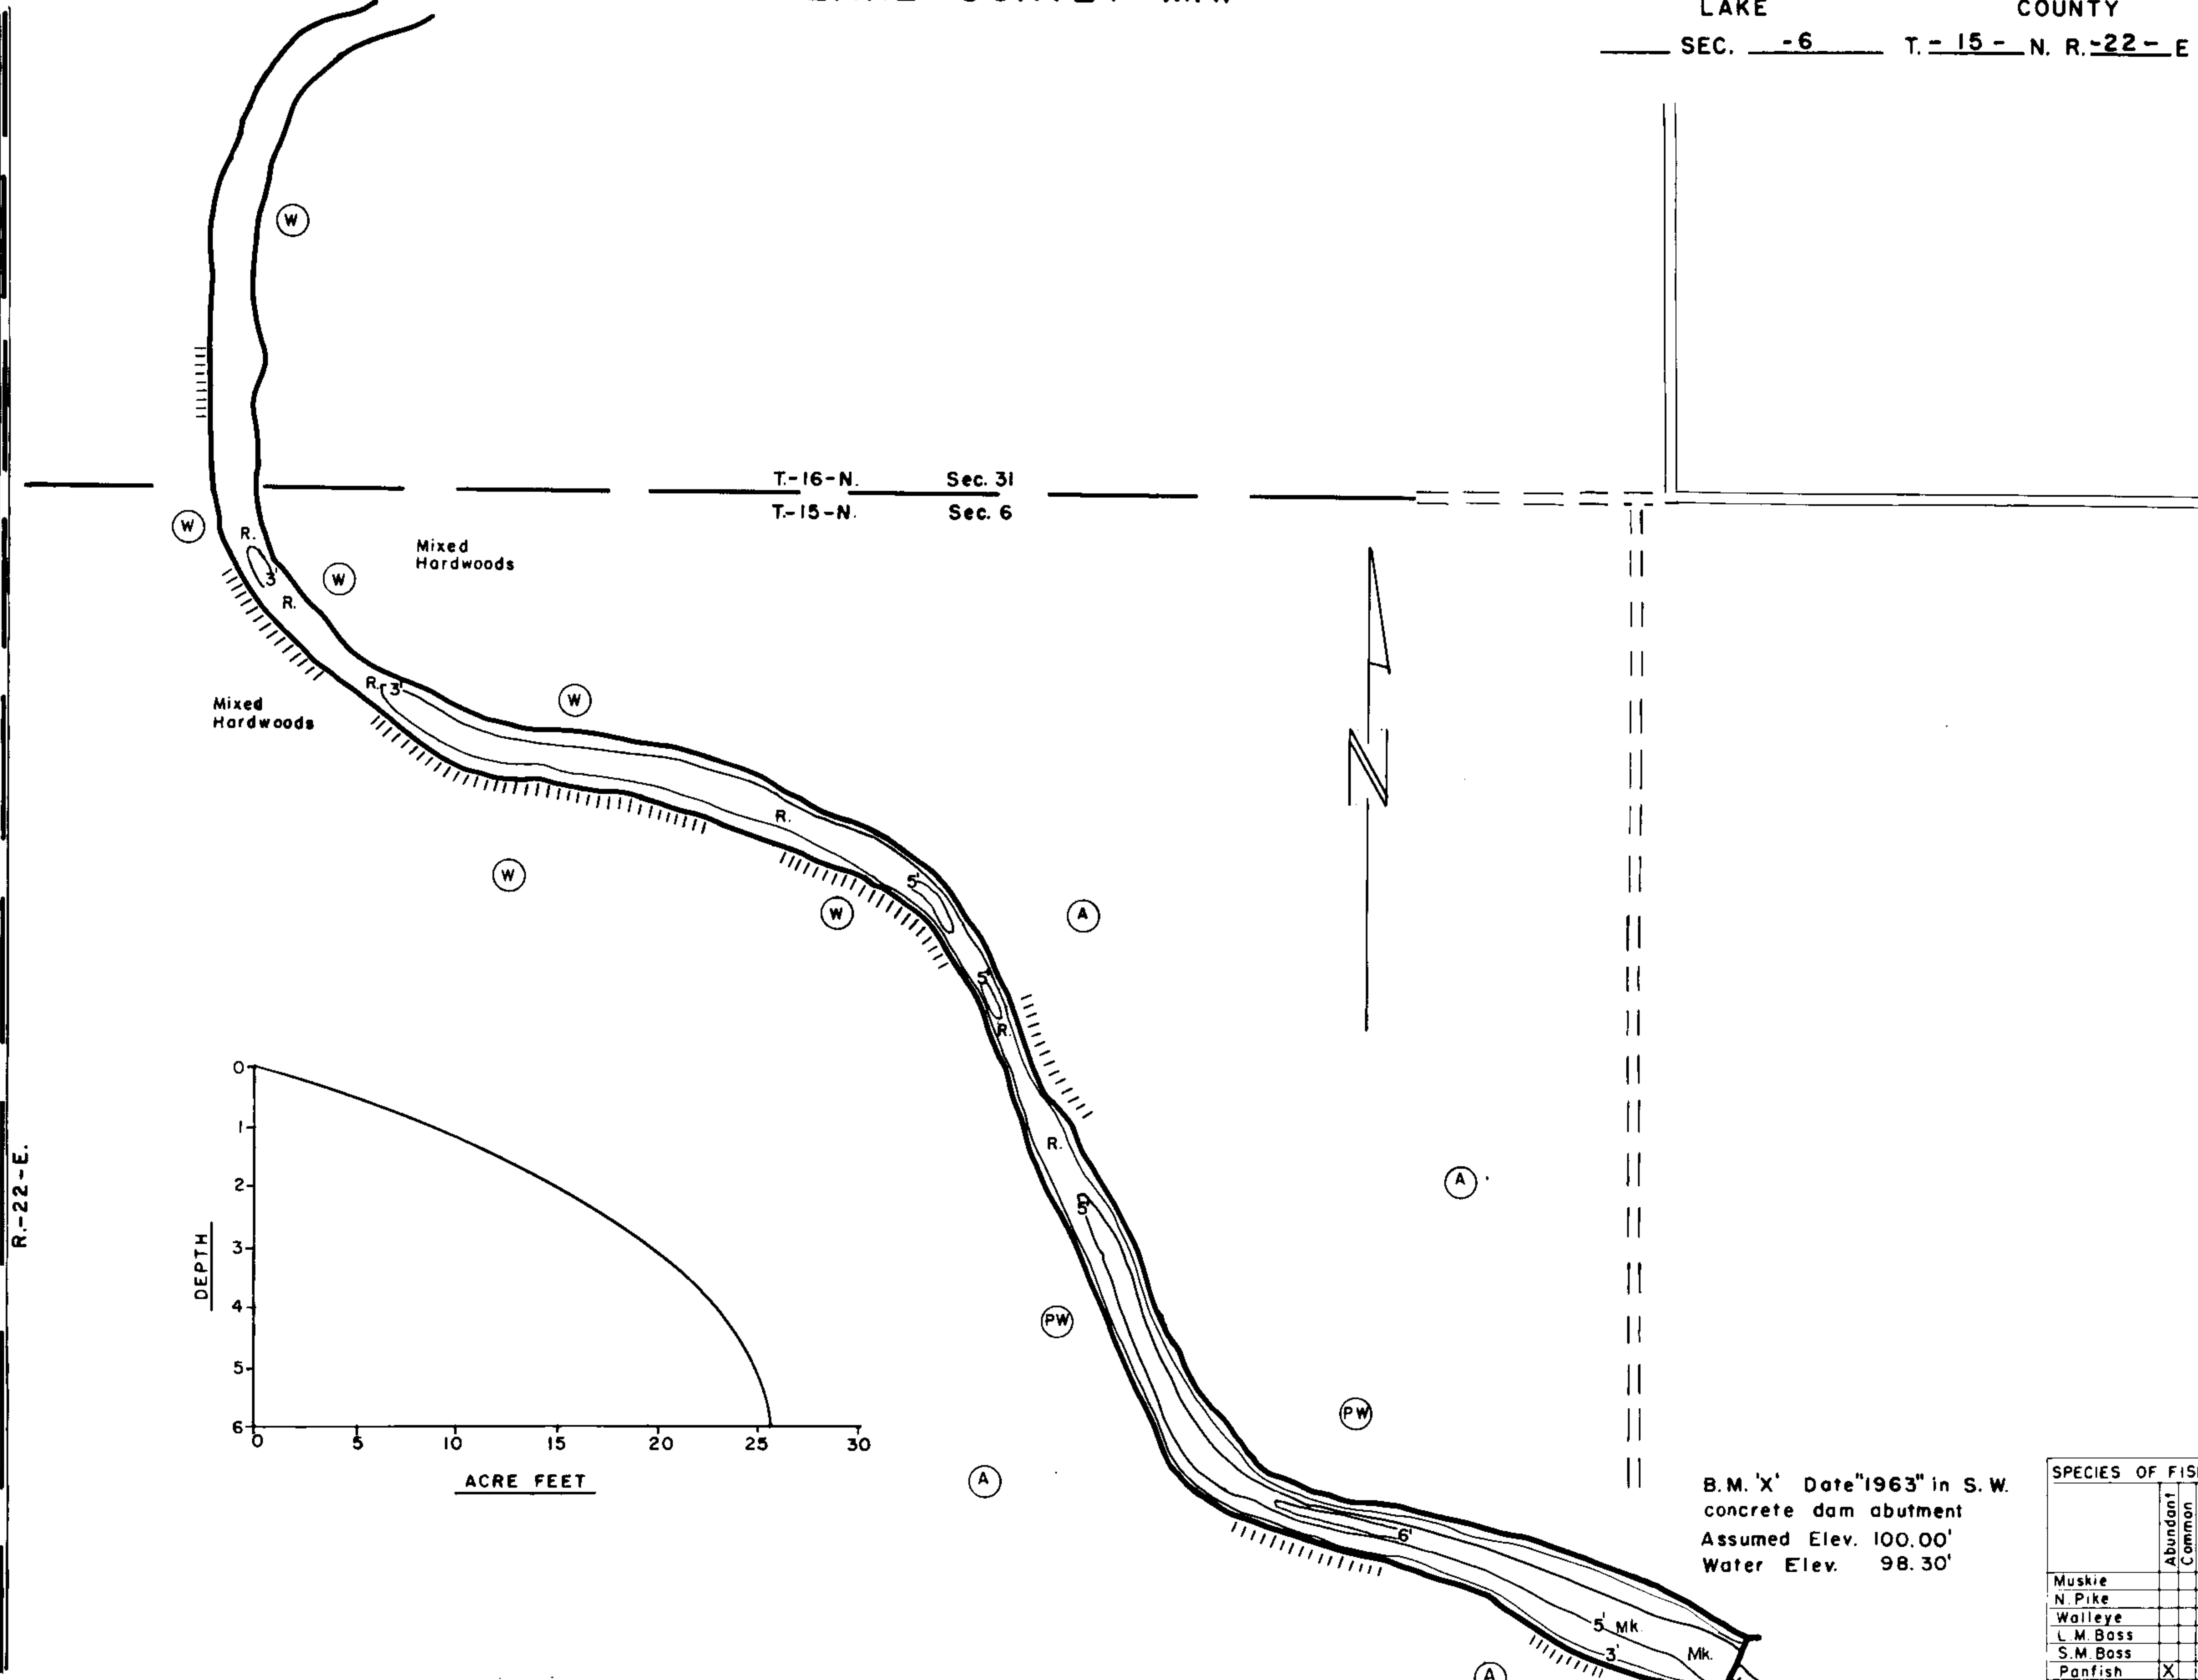 LAKE COUNTY
SEC. -6 T. - 15 - N. R. -22- E
W
T.-16-N. Sec. 31
T.-15-N. Sec. 6
W
R.
Mixed
Hardwoods
3'
W
R.
R. 3'
W
Mixed
Hardwoods
R.
5'
W
W
A
5'
R.
R.
A
5'
PW
PW
A
R.-22-E.
DEPTH
0
1
2
3
4
5
6
0 5 10 15 20 25 30
ACRE FEET
N
6'
5' Mk.
3'
Mk.
A
B.M. 'X' Date "1963" in S.W.
concrete dam abutment
Assumed Elev. 100.00'
Water Elev. 98.30'
SPECIES OF FIS
Abundant
Common
Muskie
N. Pike
Walleye
L.M. Bass
S.M. Bass
Panfish X